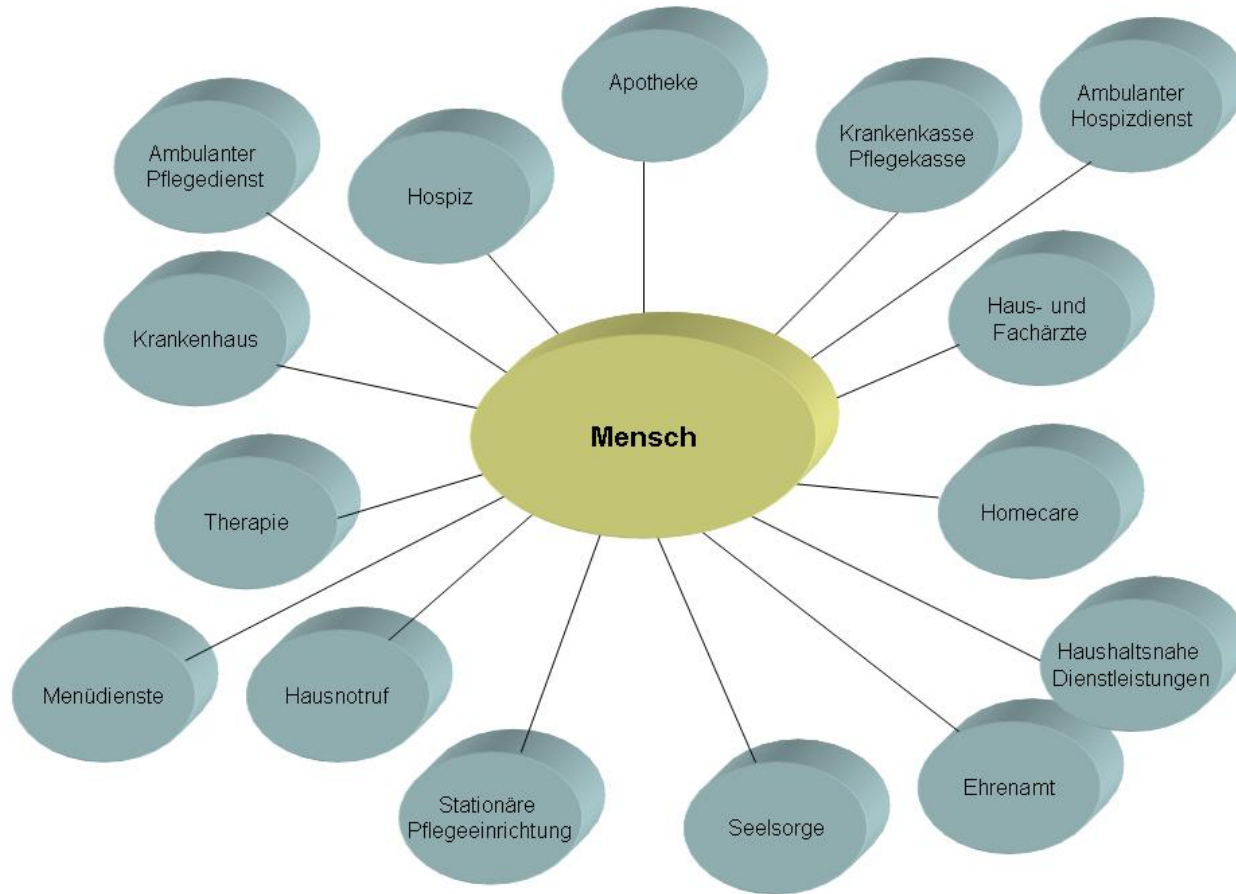 Apotheke
Ambulanter
Hospizdienst
Krankenkasse
Pflegekasse
Ambulanter
Pflegedienst
Hospiz
Haus- und
Fachärzte
Krankenhaus
Mensch
Therapie
Homecare
Haushaltsnahe
Dienstleistungen
Menüdienste
Hausnotruf
Ehrenamt
Stationäre
Pflegeeinrichtung
Seelsorge